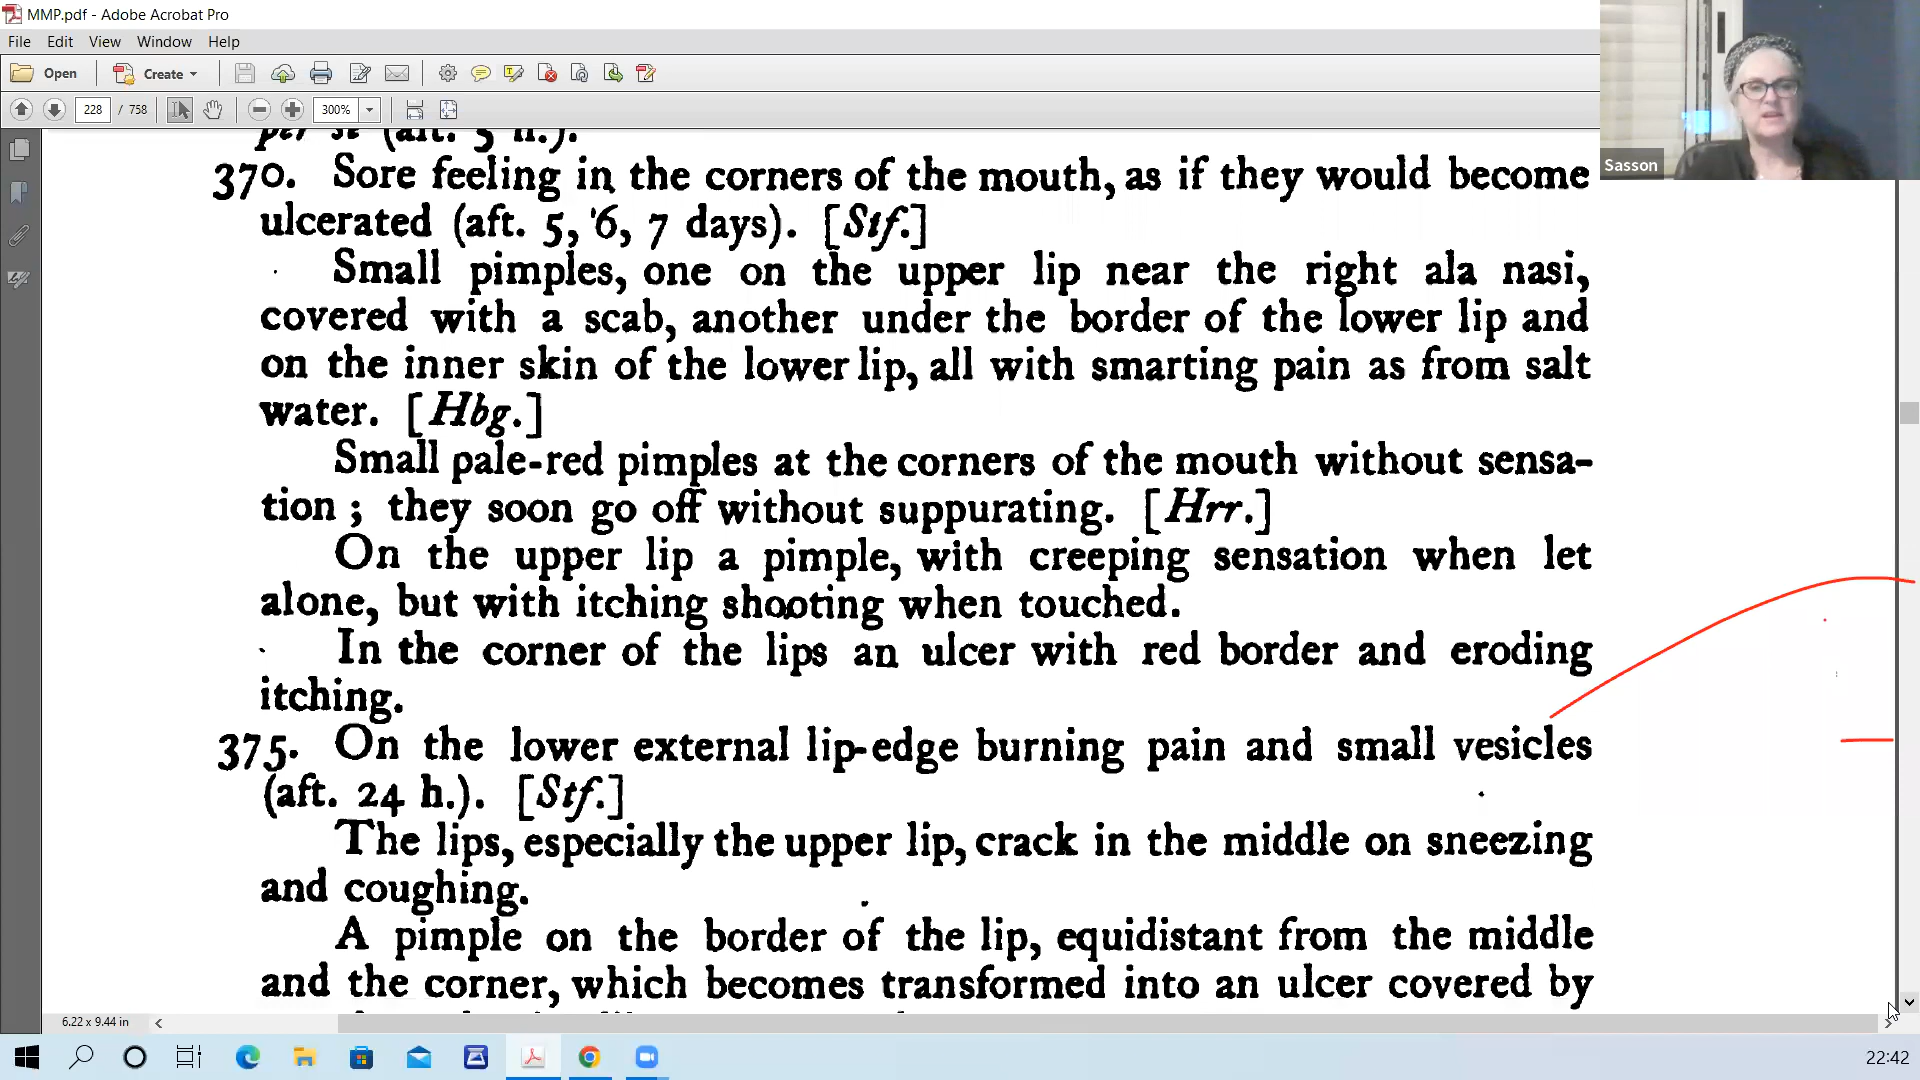 MMP.pdf - Adobe Acrobat Pro
File Edit View Window Help
Open Create
228 / 758 300%
Sasson
per se (aft. 5 h.).
370. Sore feeling in the corners of the mouth, as if they would become
ulcerated (aft. 5, 6, 7 days). [Stf.]
Small pimples, one on the upper lip near the right ala nasi,
covered with a scab, another under the border of the lower lip and
on the inner skin of the lower lip, all with smarting pain as from salt
water. [Hbg.]
Small pale-red pimples at the corners of the mouth without sensa-
tion ; they soon go off without suppurating. [Hrr.]
On the upper lip a pimple, with creeping sensation when let
alone, but with itching shooting when touched.
In the corner of the lips an ulcer with red border and eroding
itching.
375. On the lower external lip-edge burning pain and small vesicles
(aft. 24 h.). [Stf.]
The lips, especially the upper lip, crack in the middle on sneezing
and coughing.
A pimple on the border of the lip, equidistant from the middle
and the corner, which becomes transformed into an ulcer covered by
6.22 x 9.44 in
22:42